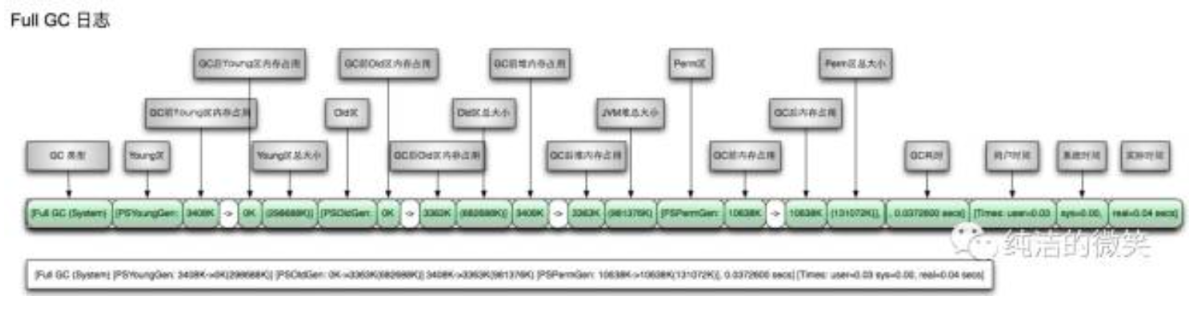 Full GC 日志
GC后Young区内存占用 GC前Old区内存占用 GC前堆内存占用 Perm区 Perm区总大小
GC前Young区内存占用 Old区 Old区总大小 JVM堆总大小 GC后内存占用
GC 类型 Young区 Young区总大小 GC后Old区内存占用 GC后堆内存占用 GC前内存占用 GC耗时 用户时间 系统时间 实际时间
[Full GC (System) [PSYoungGen: 3408K -> 0K (298688K)] [PSOldGen: 0K -> 3363K (682688K)] 3408K -> 3363K (981376K) [PSPermGen: 10638K -> 10638K (131072K)], , 0.0372600 secs] [Times: user=0.03 sys=0.00, real=0.04 secs]
纯洁的微笑
[Full GC (System) [PSYoungGen: 3408K->0K(298688K)] [PSOldGen: 0K->3363K(682688K)] 3408K->3363K(981376K) [PSPermGen: 10638K->10638K(131072K)], 0.0372600 secs] [Times: user=0.03 sys=0.00, real=0.04 secs]